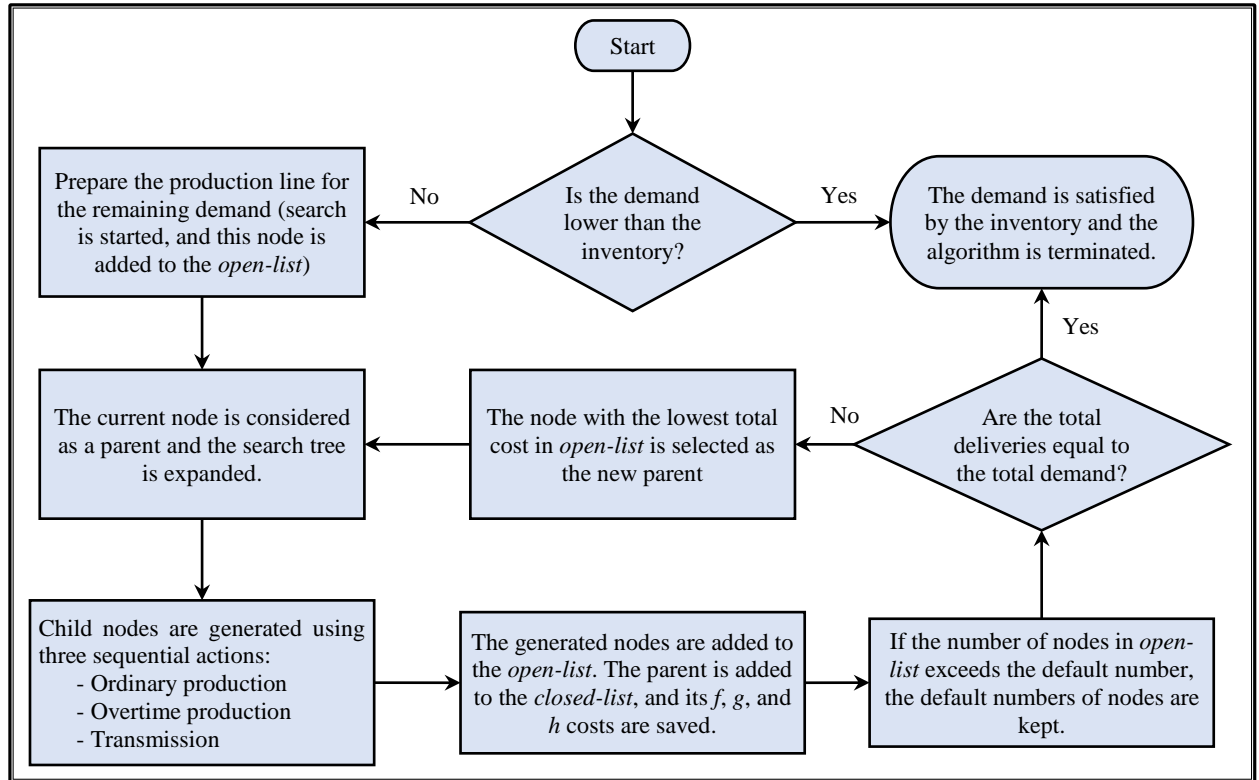 Start
Is the demand
lower than the
inventory?
No
Yes
Prepare the production line for
the remaining demand (search
is started, and this node is
added to the open-list)
The demand is satisfied
by the inventory and the
algorithm is terminated.
Yes
The current node is considered
as a parent and the search tree
is expanded.
The node with the lowest total
cost in open-list is selected as
the new parent
No
Are the total
deliveries equal to
the total demand?
Child nodes are generated using
three sequential actions:
- Ordinary production
- Overtime production
- Transmission
The generated nodes are added to
the open-list. The parent is added
to the closed-list, and its f, g, and
h costs are saved.
If the number of nodes in open-
list exceeds the default number,
the default numbers of nodes are
kept.